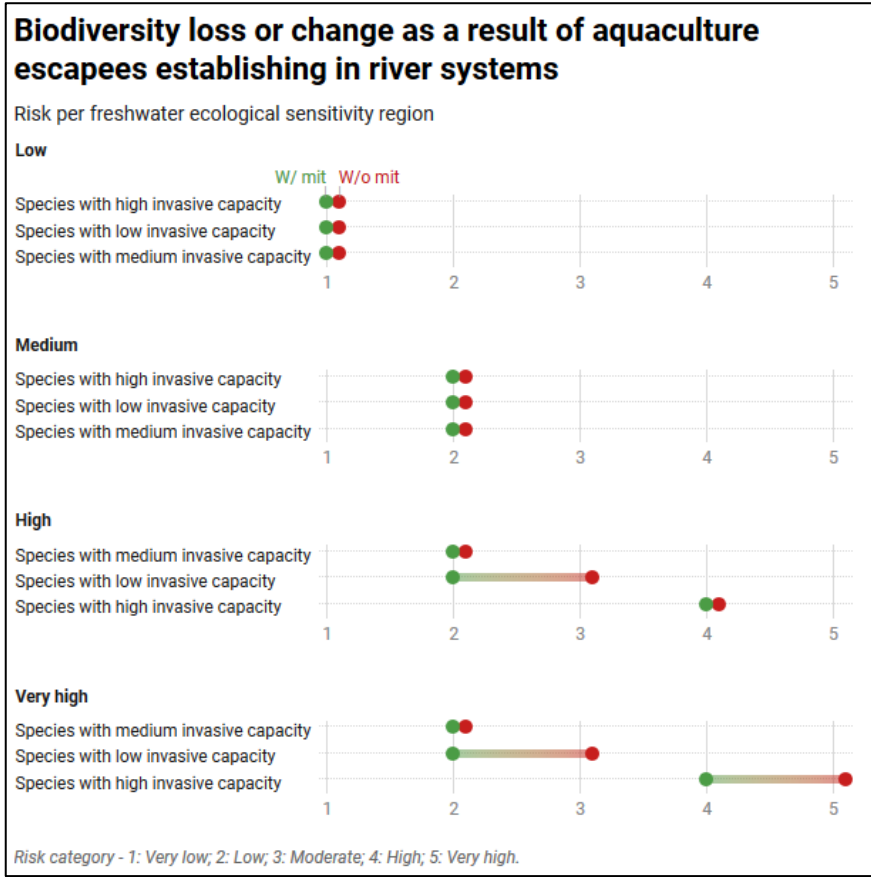 Biodiversity loss or change as a result of aquaculture
escapees establishing in river systems
Risk per freshwater ecological sensitivity region
Low
W/ mit W/o mit
Species with high invasive capacity
Species with low invasive capacity
Species with medium invasive capacity
1 2 3 4 5
Medium
Species with high invasive capacity
Species with low invasive capacity
Species with medium invasive capacity
1 2 3 4 5
High
Species with medium invasive capacity
Species with low invasive capacity
Species with high invasive capacity
1 2 3 4 5
Very high
Species with medium invasive capacity
Species with low invasive capacity
Species with high invasive capacity
1 2 3 4 5
Risk category - 1: Very low; 2: Low; 3: Moderate; 4: High; 5: Very high.